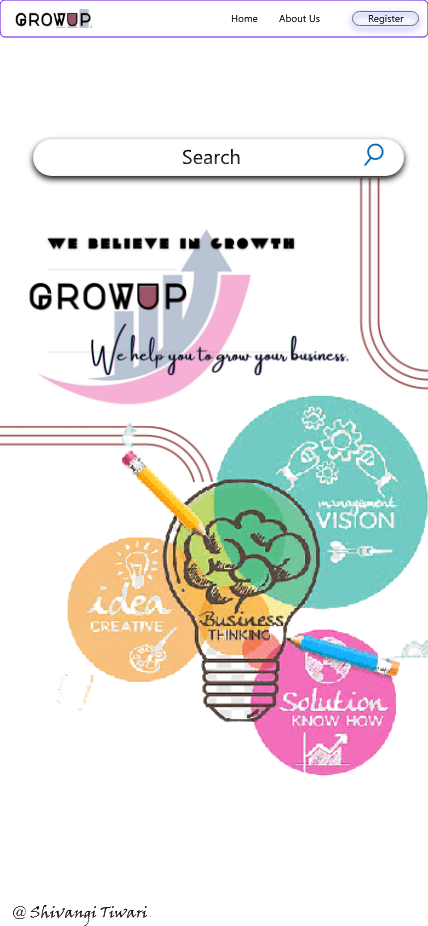 GROWUP Home About Us Register
Search
WE BELIEVE IN GROWTH
GROWUP
We help you to grow your business.
management
VISION
idea
CREATIVE
Business
THINKING
Solution
KNOW HOW
@ Shivangi Tiwari